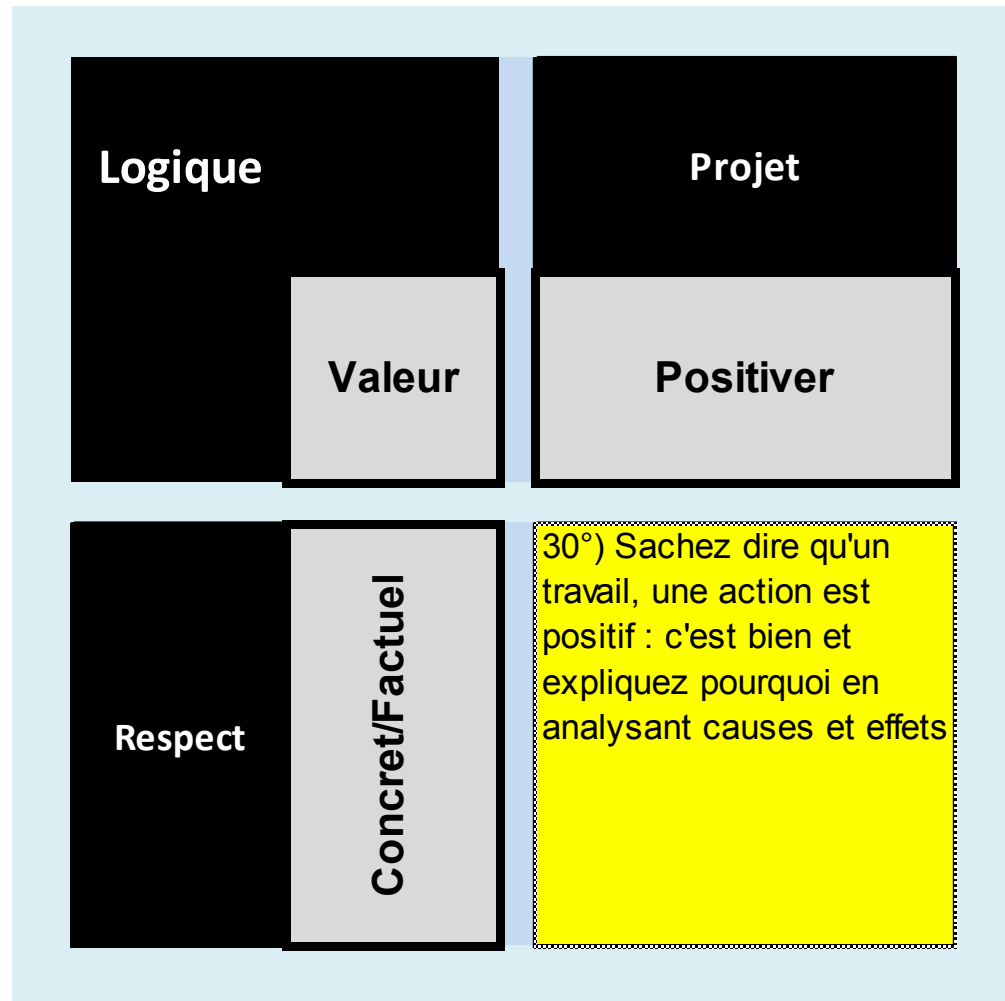 Logique
Projet
Valeur
Positiver
Respect
Concret/Factuel
30°) Sachez dire qu'un
travail, une action est
positif : c'est bien et
expliquez pourquoi en
analysant causes et effets